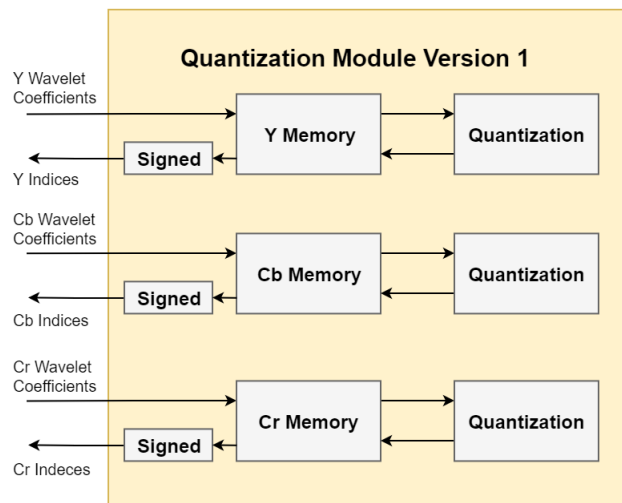 Quantization Module Version 1
Y Wavelet
Coefficients
Y Memory
Quantization
Signed
Y Indices
Cb Wavelet
Coefficients
Cb Memory
Quantization
Signed
Cb Indices
Cr Wavelet
Coefficients
Cr Memory
Quantization
Signed
Cr Indeces